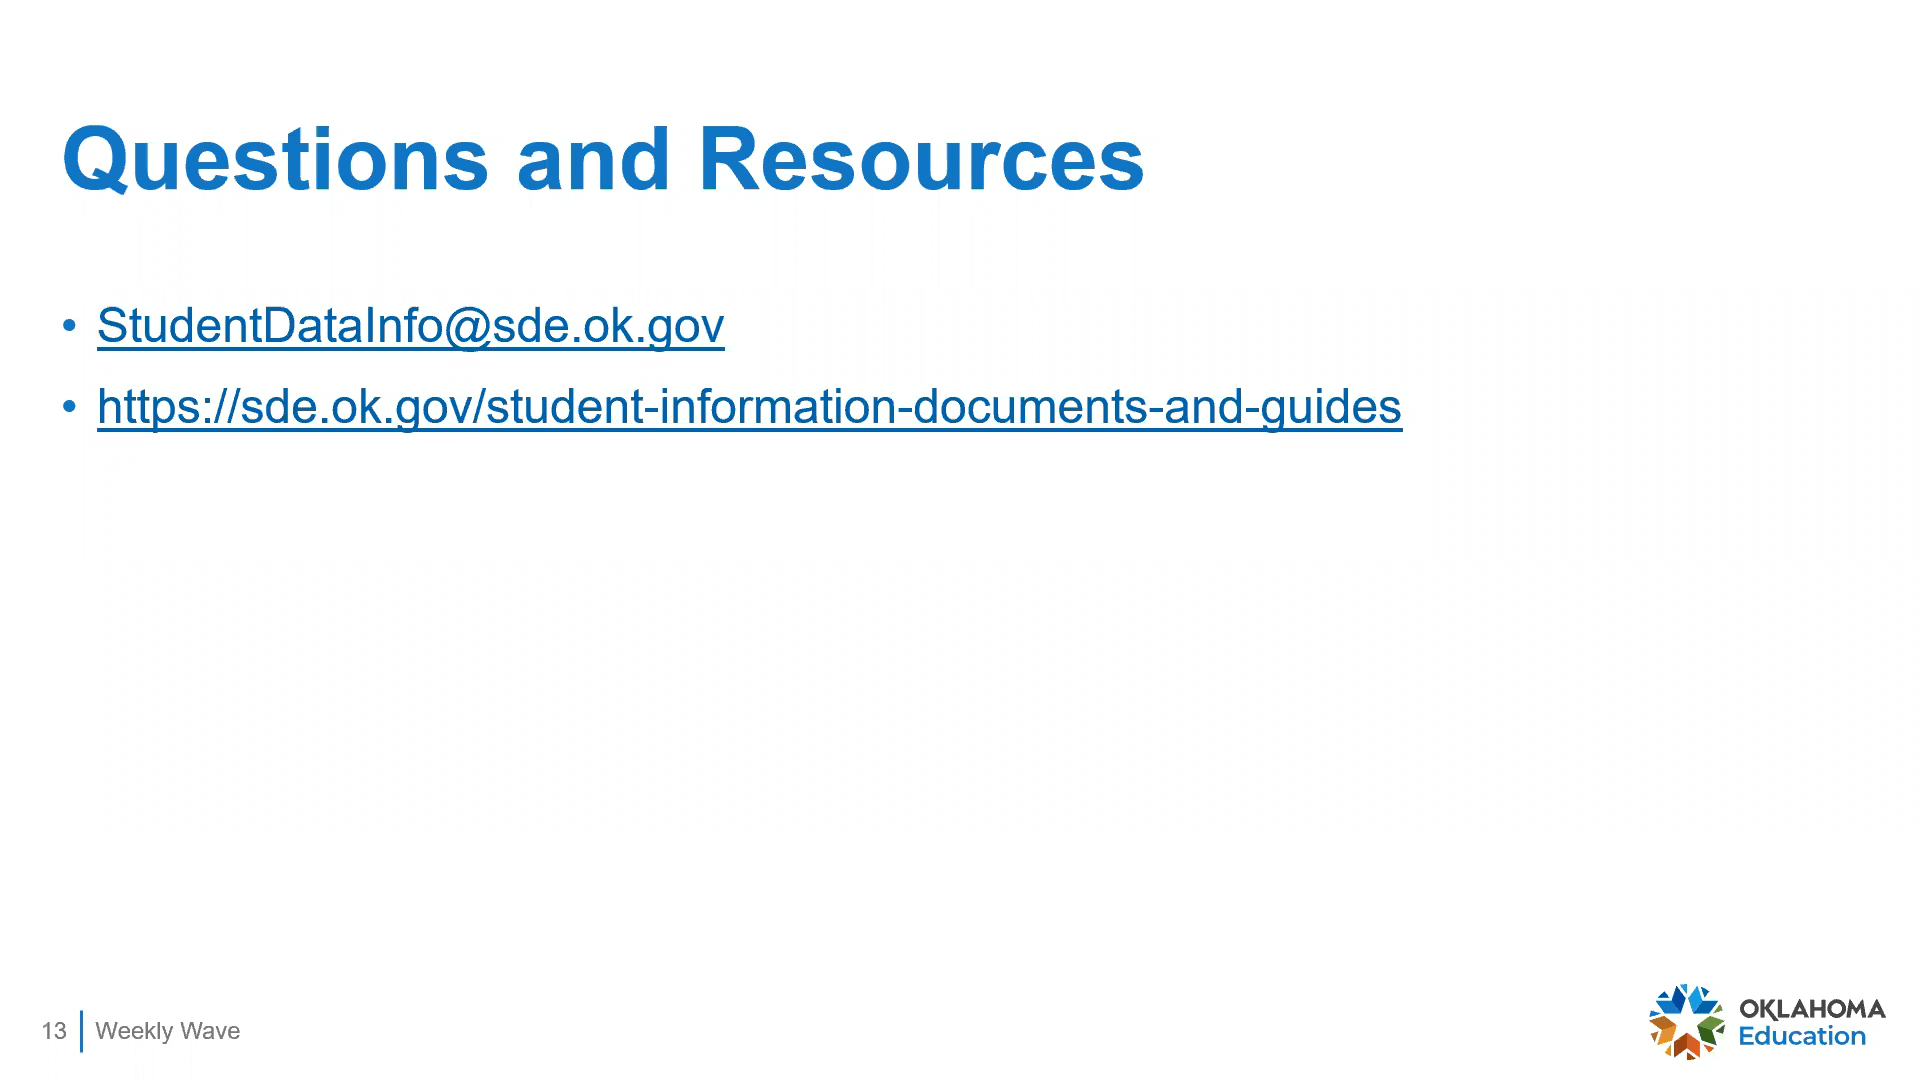 Questions and Resources
• StudentDataInfo@sde.ok.gov
• https://sde.ok.gov/student-information-documents-and-guides
13 Weekly Wave
OKLAHOMA
Education